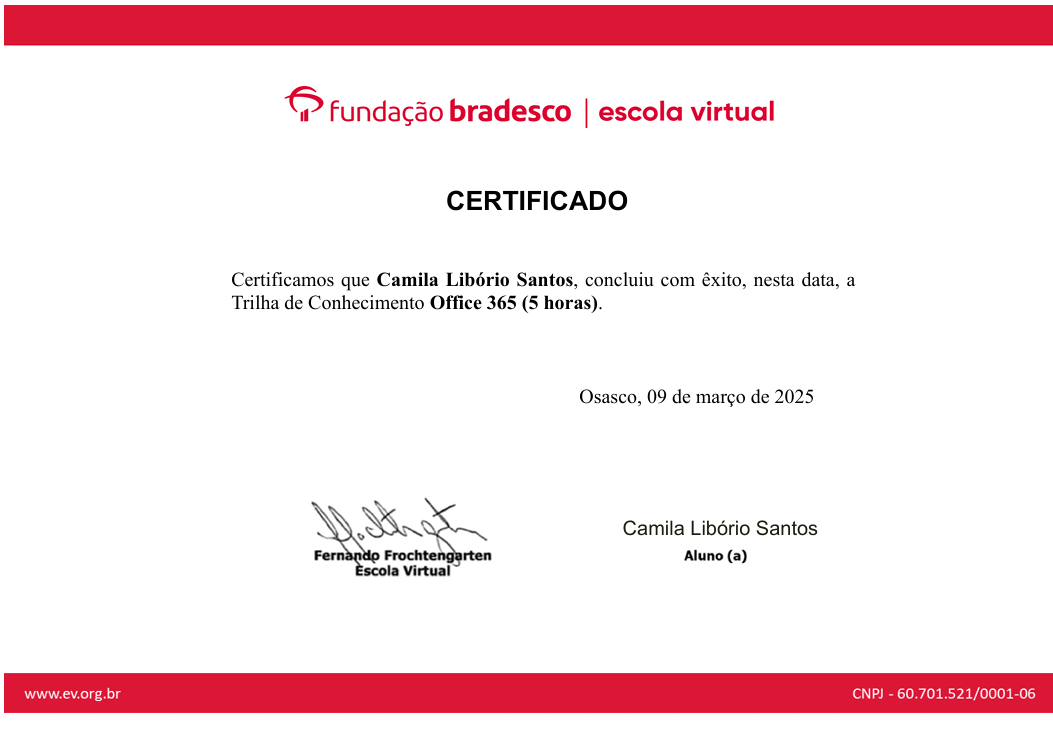 fundação bradesco | escola virtual
CERTIFICADO
Certificamos que Camila Libório Santos, concluiu com êxito, nesta data, a
Trilha de Conhecimento Office 365 (5 horas).
Osasco, 09 de março de 2025
Fernando Frochtengarten
Escola Virtual
Camila Libório Santos
Aluno (a)
www.ev.org.br
CNPJ - 60.701.521/0001-06